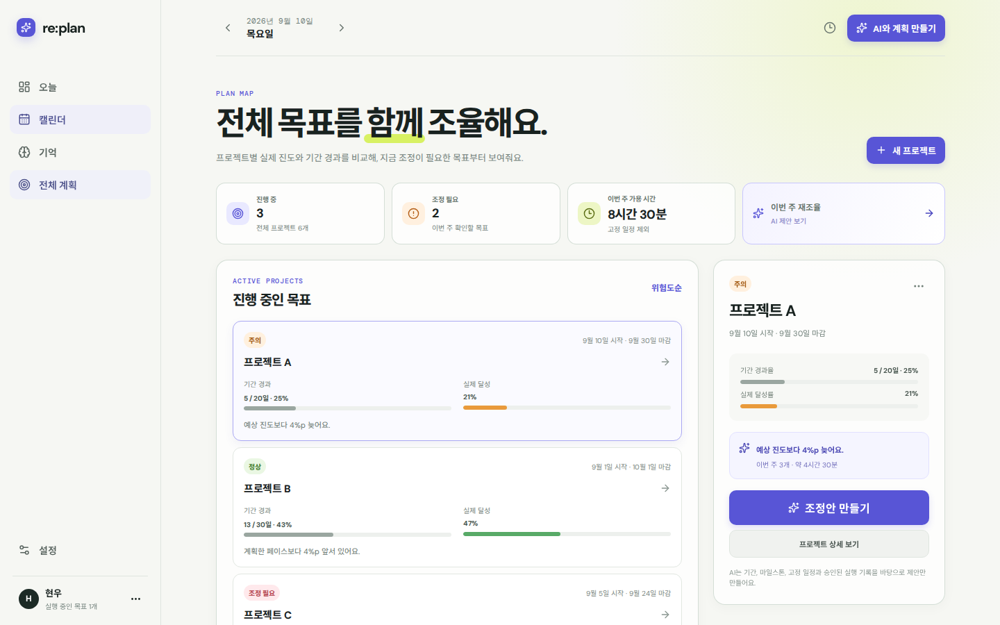 re:plan
오늘
캘린더
기억
전체 계획
설정
H
현우
실행 중인 목표 1개
2026년 9월 10일
목요일
AI와 계획 만들기
PLAN MAP
전체 목표를 함께 조율해요.
프로젝트별 실제 진도와 기간 경과를 비교해, 지금 조정이 필요한 목표부터 보여줘요.
새 프로젝트
진행 중
3
전체 프로젝트 6개
조정 필요
2
이번 주 확인할 목표
이번 주 가용 시간
8시간 30분
고정 일정 제외
이번 주 재조율
AI 제안 보기
ACTIVE PROJECTS
진행 중인 목표
위험도순
주의
9월 10일 시작 · 9월 30일 마감
프로젝트 A
기간 경과
5 / 20일 · 25%
실제 달성
21%
예상 진도보다 4%p 늦어요.
정상
9월 1일 시작 · 10월 1일 마감
프로젝트 B
기간 경과
13 / 30일 · 43%
실제 달성
47%
계획한 페이스보다 4%p 앞서 있어요.
조정 필요
9월 5일 시작 · 9월 24일 마감
프로젝트 C
주의
프로젝트 A
9월 10일 시작 · 9월 30일 마감
기간 경과율
5 / 20일 · 25%
실제 달성률
21%
예상 진도보다 4%p 늦어요.
이번 주 3개 · 약 4시간 30분
조정안 만들기
프로젝트 상세 보기
AI는 기간, 마일스톤, 고정 일정과 승인된 실행 기록을 바탕으로 제안만
만들어요.